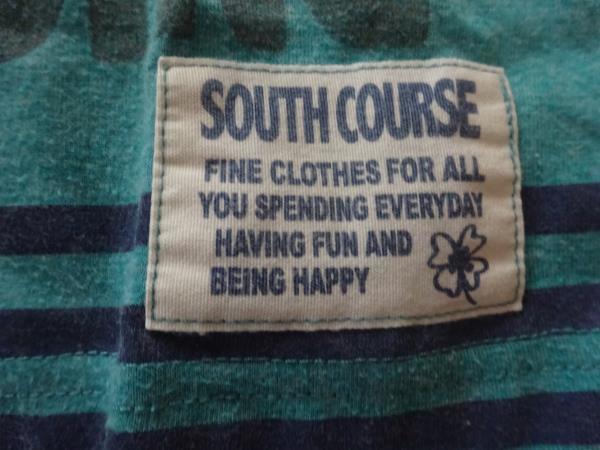 SOUTH COURSE
FINE CLOTHES FOR ALL
YOU SPENDING EVERYDAY
HAVING FUN AND
BEING HAPPY